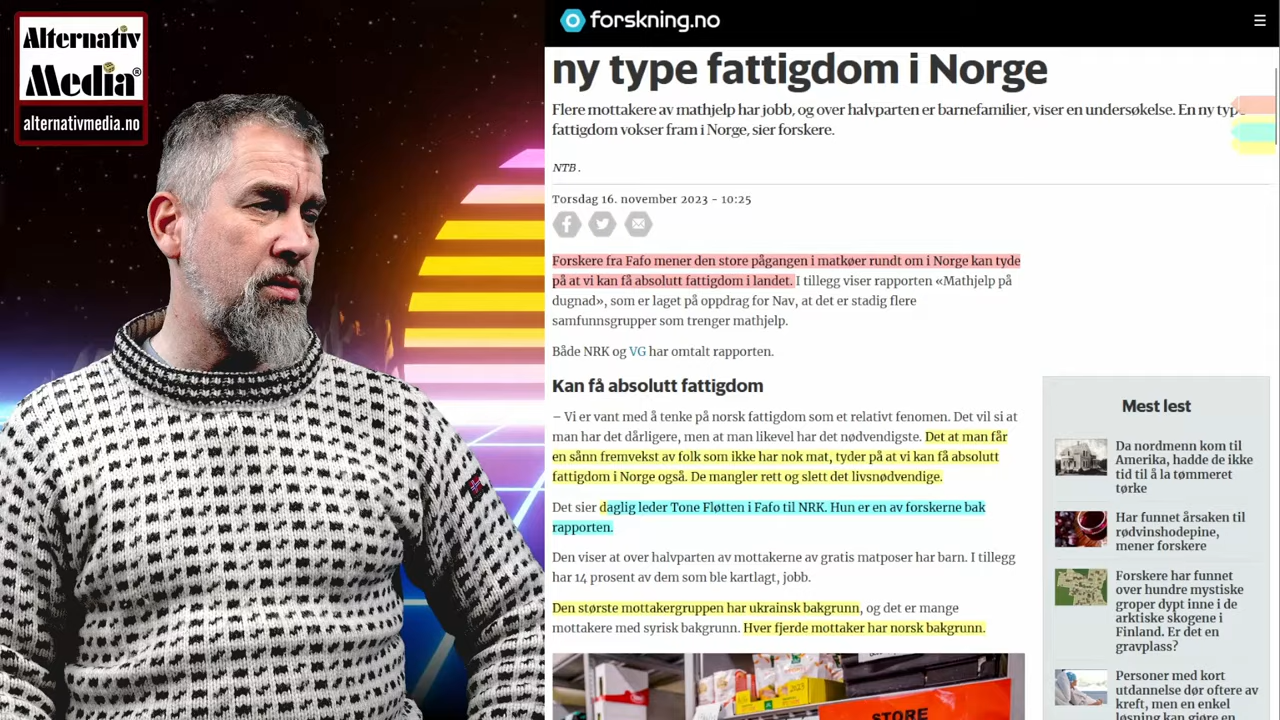 Alternativ
Media®
alternativmedia.no
forskning.no
ny type fattigdom i Norge
Flere mottakere av mathjelp har jobb, og over halvparten er barnefamilier, viser en undersøkelse. En ny type
fattigdom vokser fram i Norge, sier forskere.
NTB .
Torsdag 16. november 2023 - 10:25
Forskere fra Fafo mener den store pågangen i matkøer rundt om i Norge kan tyde
på at vi kan få absolutt fattigdom i landet. I tillegg viser rapporten «Mathjelp på
dugnad», som er laget på oppdrag for Nav, at det er stadig flere
samfunnsgrupper som trenger mathjelp.
Både NRK og VG har omtalt rapporten.
Kan få absolutt fattigdom
– Vi er vant med å tenke på norsk fattigdom som et relativt fenomen. Det vil si at
man har det dårligere, men at man likevel har det nødvendigste. Det at man får
en sånn fremvekst av folk som ikke har nok mat, tyder på at vi kan få absolutt
fattigdom i Norge også. De mangler rett og slett det livsnødvendige.
Det sier daglig leder Tone Fløtten i Fafo til NRK. Hun er en av forskerne bak
rapporten.
Den viser at over halvparten av mottakerne av gratis matposer har barn. I tillegg
har 14 prosent av dem som ble kartlagt, jobb.
Den største mottakergruppen har ukrainsk bakgrunn, og det er mange
mottakere med syrisk bakgrunn. Hver fjerde mottaker har norsk bakgrunn.
STORE
Mest lest
Da nordmenn kom til
Amerika, hadde de ikke
tid til å la tømmeret
tørke
Har funnet årsaken til
rødvinshodepine,
mener forskere
Forskere har funnet
over hundre mystiske
groper dypt inne i de
arktiske skogene i
Finland. Er det en
gravplass?
Personer med kort
utdannelse dør oftere av
kreft, men en enkel
løsning kan gjøre en